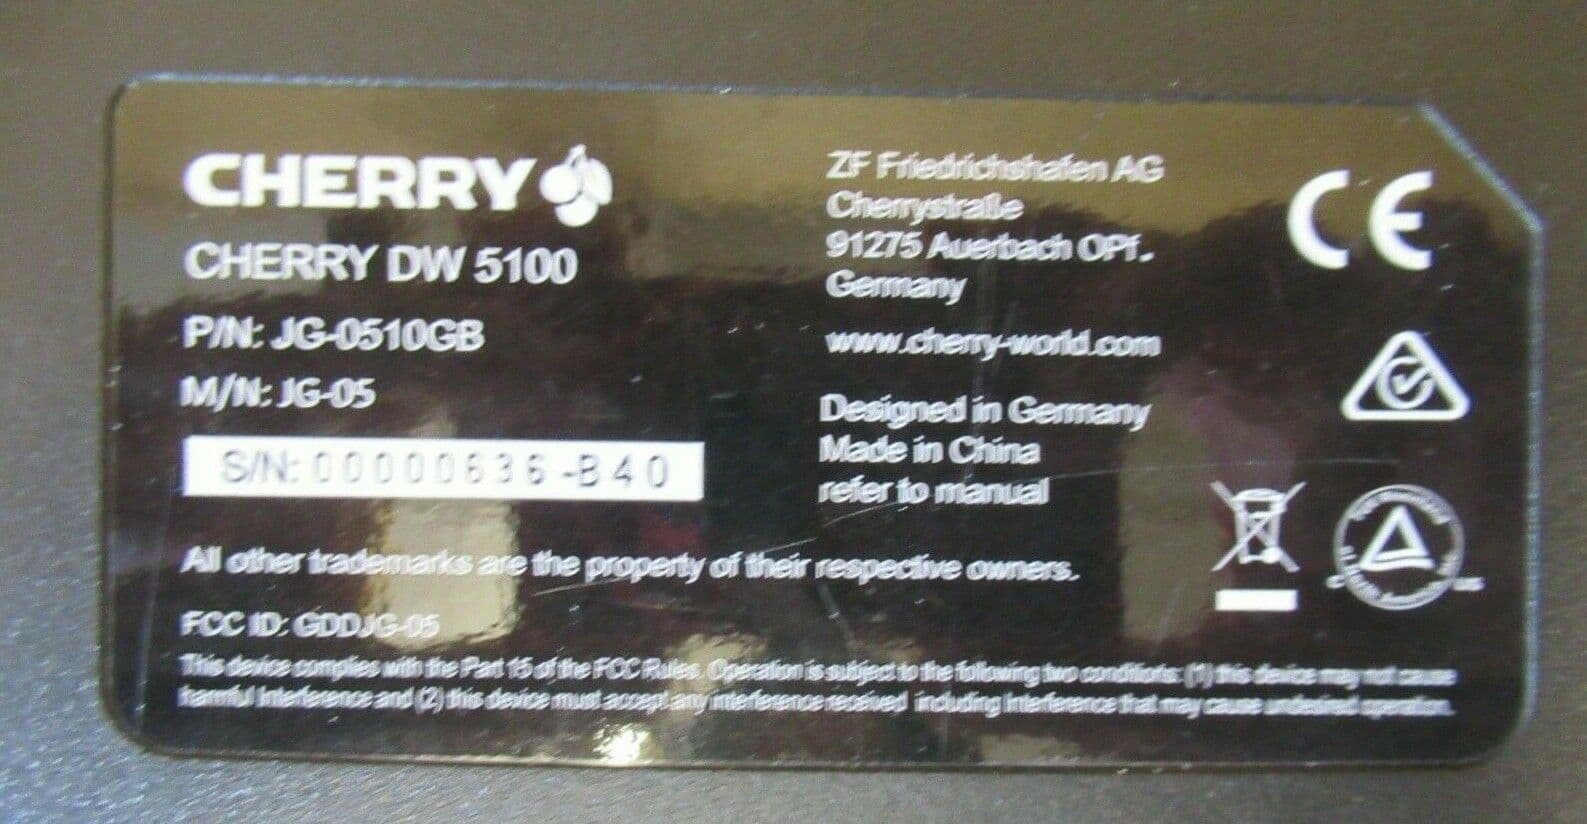 CHERRY
CHERRY DW 5100
P/N: JG-0510GB
M/N: JG-05
S/N: 00000636-B40
ZF Friedrichshafen AG
Cherrystraße
91275 Auerbach OPf.
Germany
www.cherry-world.com
Designed in Germany
Made in China
refer to manual
CE
All other trademarks are the property of their respective owners.
FCC ID: GDDJG-05
This device complies with the Part 15 of the FCC Rules. Operation is subject to the following two conditions: (1) this device may not cause
harmful interference and (2) this device must accept any interference received including interference that may cause undesired operation.